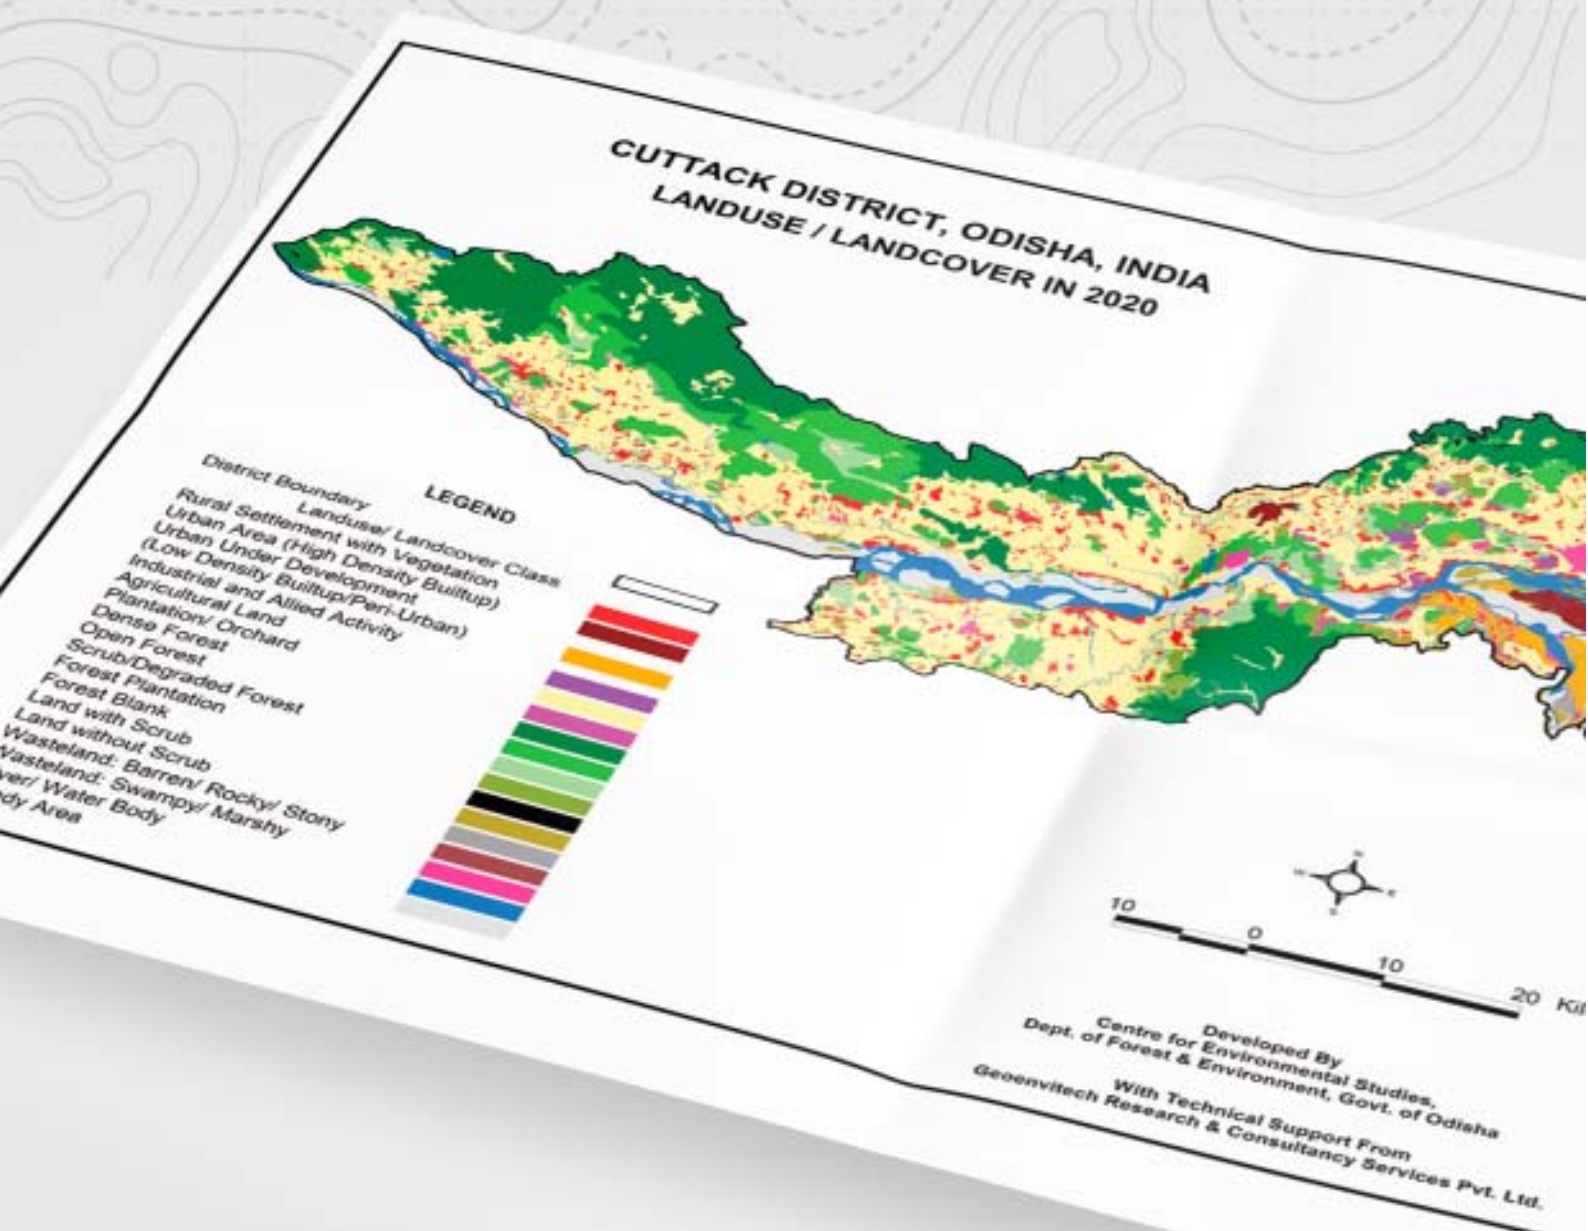 CUTTACK DISTRICT, ODISHA, INDIA
LANDUSE / LANDCOVER IN 2020
LEGEND
District Boundary
Landuse/ Landcover Class
Rural Settlement with Vegetation
Urban Area (High Density Builtup)
Urban Under Development
(Low Density Builtup/Peri-Urban)
Industrial and Allied Activity
Agricultural Land
Plantation/ Orchard
Dense Forest
Open Forest
Scrub/Degraded Forest
Forest Plantation
Forest Blank
Land with Scrub
Land without Scrub
Wasteland: Barren/ Rocky/ Stony
Wasteland: Swampy/ Marshy
Water Body
Area
N
W E
S
10 0 10 20
Developed By
Centre for Environmental Studies,
Dept. of Forest & Environment, Govt. of Odisha
With Technical Support From
Geoenvitech Research & Consultancy Services Pvt. Ltd.